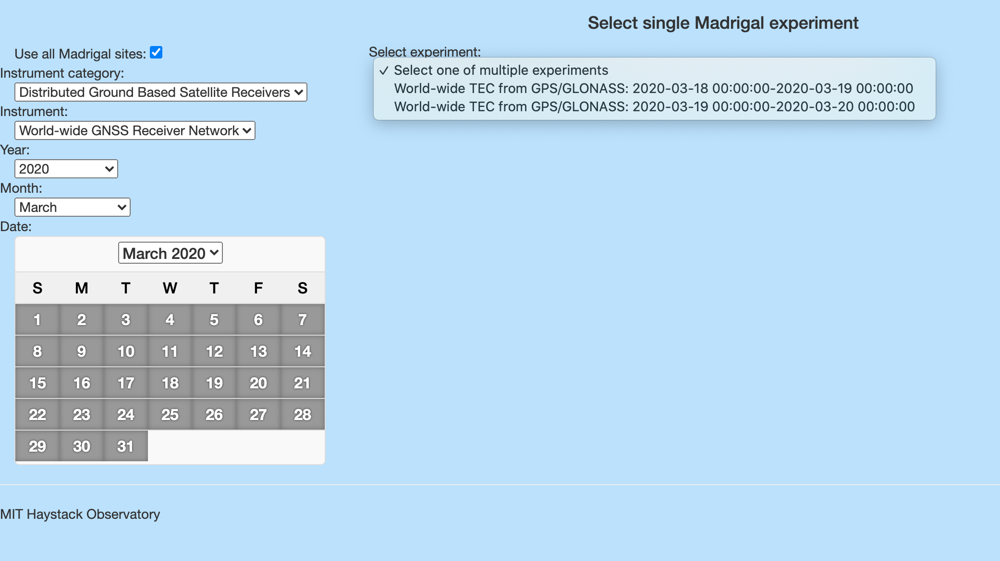 Select single Madrigal experiment
Use all Madrigal sites:
Instrument category:
Distributed Ground Based Satellite Receivers
Instrument:
World-wide GNSS Receiver Network
Year:
2020
Month:
March
Date:
March 2020
S M T W T F S
1 2 3 4 5 6 7
8 9 10 11 12 13 14
15 16 17 18 19 20 21
22 23 24 25 26 27 28
29 30 31
Select experiment:
✓ Select one of multiple experiments
World-wide TEC from GPS/GLONASS: 2020-03-18 00:00:00-2020-03-19 00:00:00
World-wide TEC from GPS/GLONASS: 2020-03-19 00:00:00-2020-03-20 00:00:00
MIT Haystack Observatory